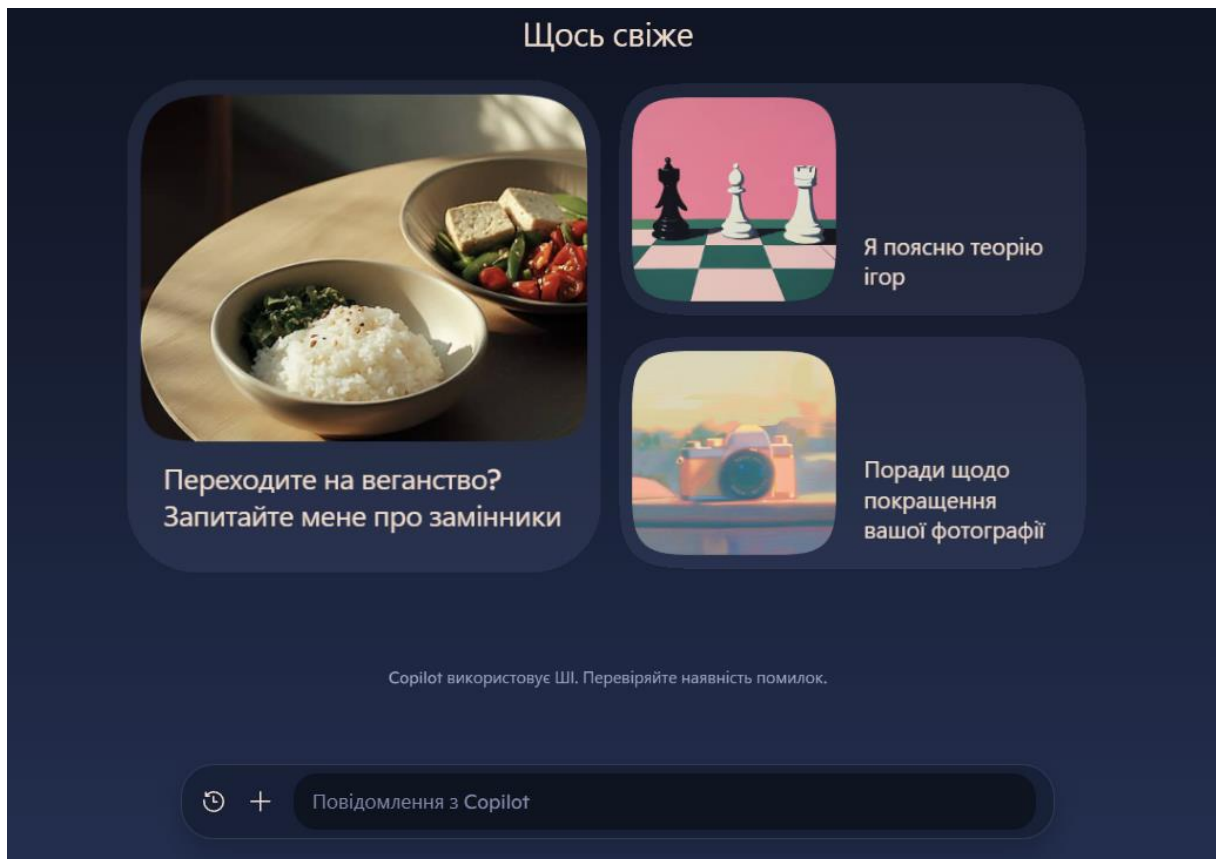 Щось свіже
Переходите на веганство?
Запитайте мене про замінники
Я поясню теорію
ігор
Поради щодо
покращення
вашої фотографії
Copilot використовує ШІ. Перевіряйте наявність помилок.
Повідомлення з Copilot